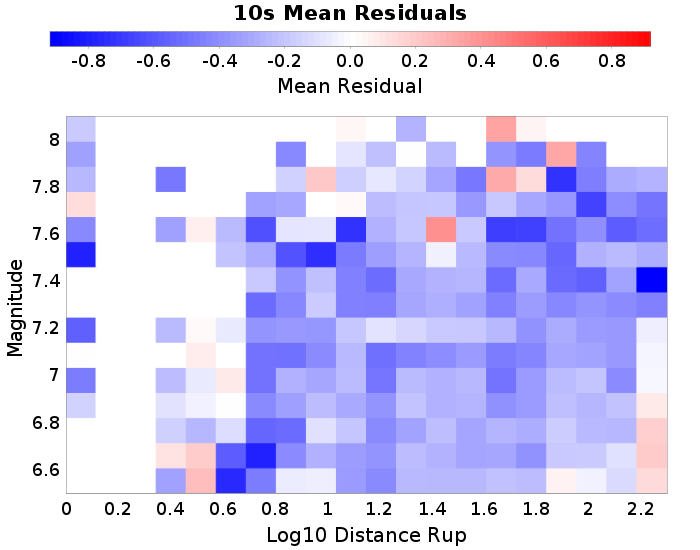 10s Mean Residuals
-0.8 -0.6 -0.4 -0.2 0.0 0.2 0.4 0.6 0.8
Mean Residual
Magnitude
8
7.8
7.6
7.4
7.2
7
6.8
6.6
0 0.2 0.4 0.6 0.8 1 1.2 1.4 1.6 1.8 2 2.2
Log10 Distance Rup